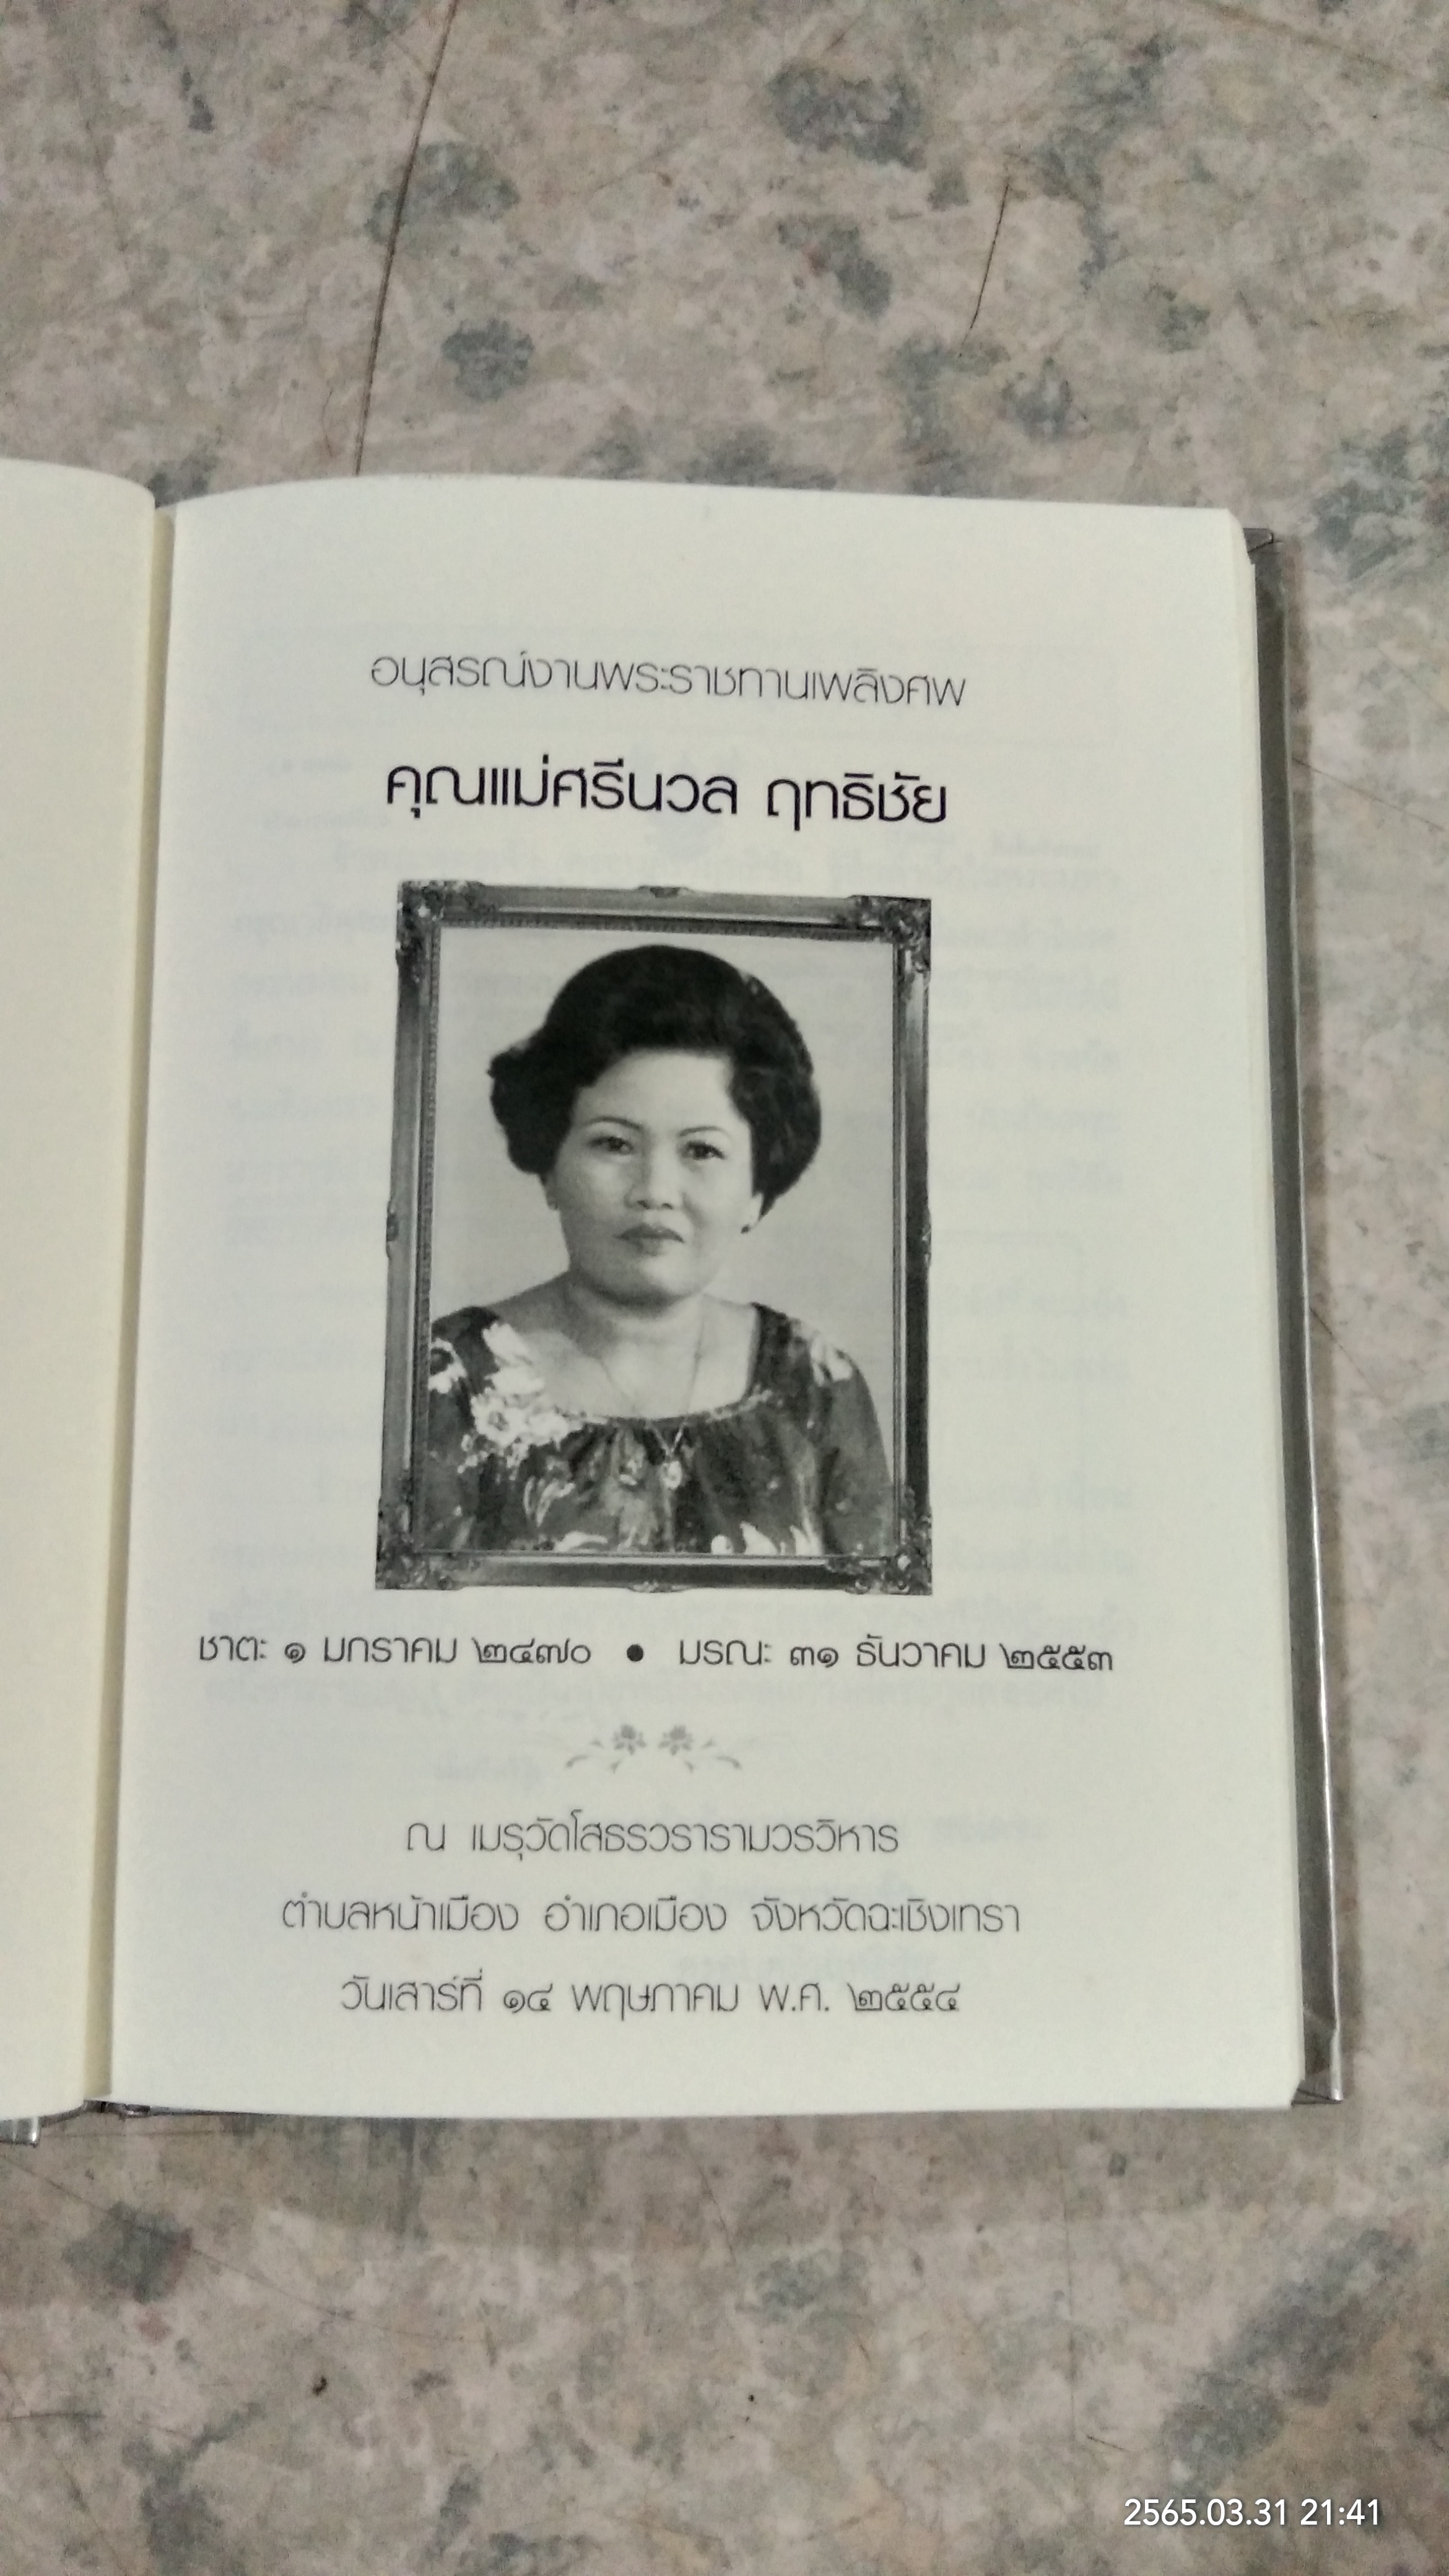 อนุสรณ์งานพระราชทานเพลิงศพ
คุณแม่ศรีนวล ฤทธิชัย
ชาตะ ๑ มกราคม ๒๔๗๐ ● มรณะ ๓๑ ธันวาคม ๒๕๕๓
ณ เมรุวัดโสธรวรารามวรวิหาร
ตำบลหน้าเมือง อำเภอเมือง จังหวัดฉะเชิงเทรา
วันเสาร์ที่ ๑๔ พฤษภาคม พ.ศ. ๒๕๕๔
2565.03.31 21:41